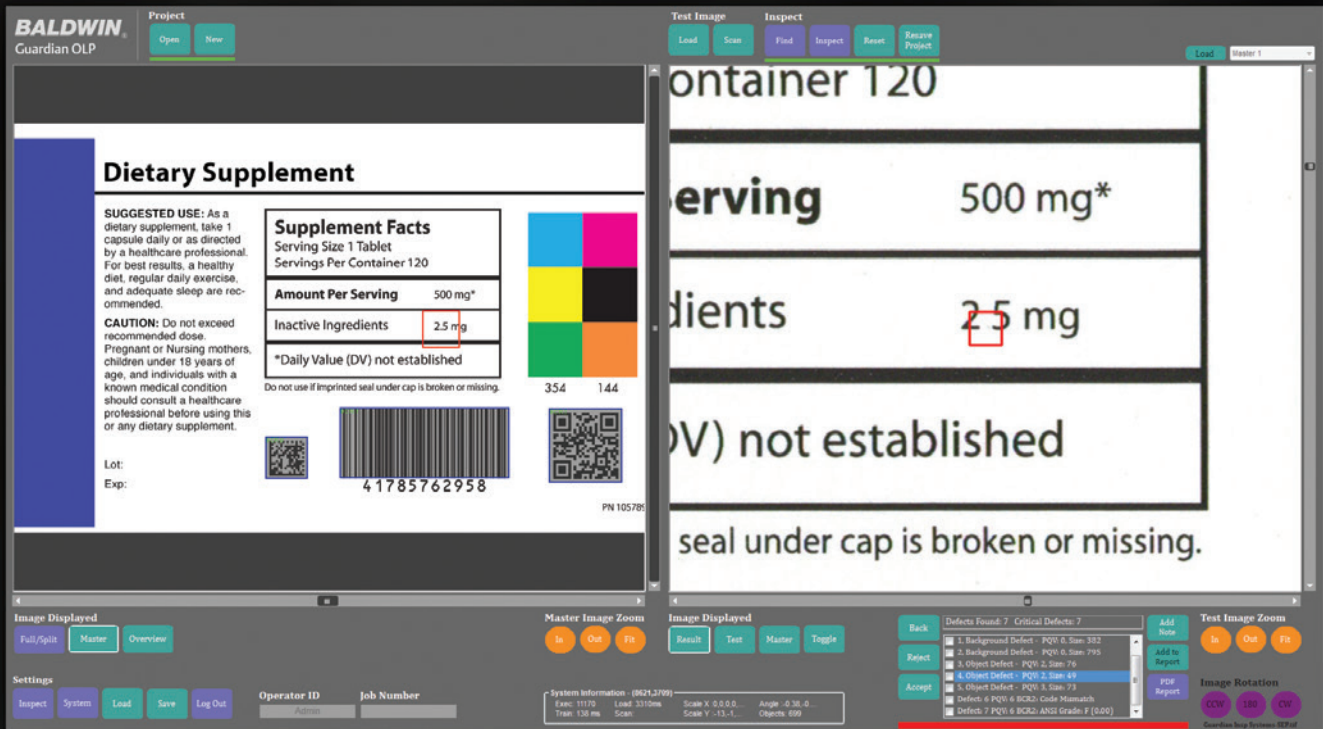 BALDWIN®
Guardian OLP
Project
Open
New
Test Image
Load
Scan
Inspect
Find
Inspect
Reset
Resave
Project
Load
Master 1
Dietary Supplement
SUGGESTED USE: As a
dietary supplement, take 1
capsule daily or as directed
by a healthcare professional.
For best results, a healthy
diet, regular daily exercise,
and adequate sleep are rec-
ommended.
CAUTION: Do not exceed
recommended dose.
Pregnant or Nursing mothers,
children under 18 years of
age, and individuals with a
known medical condition
should consult a healthcare
professional before using this
or any dietary supplement.
Lot:
Exp:
Supplement Facts
Serving Size 1 Tablet
Servings Per Container 120
Amount Per Serving 500 mg*
Inactive Ingredients 2.5 mg
*Daily Value (DV) not established
Do not use if imprinted seal under cap is broken or missing.
354 144
41785762958
PN 105789
ontainer 120
erving 500 mg*
dients 2 5 mg
DV) not established
seal under cap is broken or missing.
Image Displayed
Full/Split
Master
Overview
Master Image Zoom
In
Out
Fit
Settings
Inspect
System
Load
Save
Log Out
Operator ID
Admin
Job Number
Image Displayed
Result
Test
Master
Toggle
System Information - (8621,3799)
Exec: 11170 Load: 3310ms Scale X :0,0,0,0,... Angle :-0.38,-0...
Train: 138 ms Scan: Scale Y :-13,-1,... Objects: 699
Back
Reject
Accept
Defects Found: 7 Critical Defects: 7
1, Background Defect - PQV: 0, Size: 382
2, Background Defect - PQV: 0, Size: 795
3, Object Defect - PQV: 2, Size: 76
4, Object Defect - PQV: 2, Size: 49
5, Object Defect - PQV: 3, Size: 73
Defect: 6 PQV: 6 BCR2: Code Mismatch
Defect: 7 PQV: 6 BCR2: ANSI Grade: F [0.00]
Add
Note
Add to
Report
PDF
Report
Test Image Zoom
In
Out
Fit
Image Rotation
CCW
180
CW